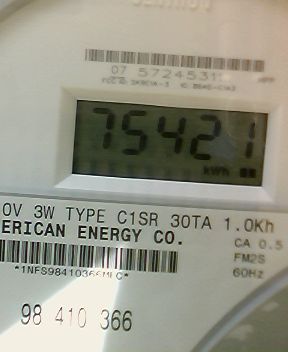 07 57245311
75421
kWh
0V 3W TYPE C1SR 30TA 1.0Kh
ERICAN ENERGY CO.
CA 0.5
FM2S
60Hz
98 410 366